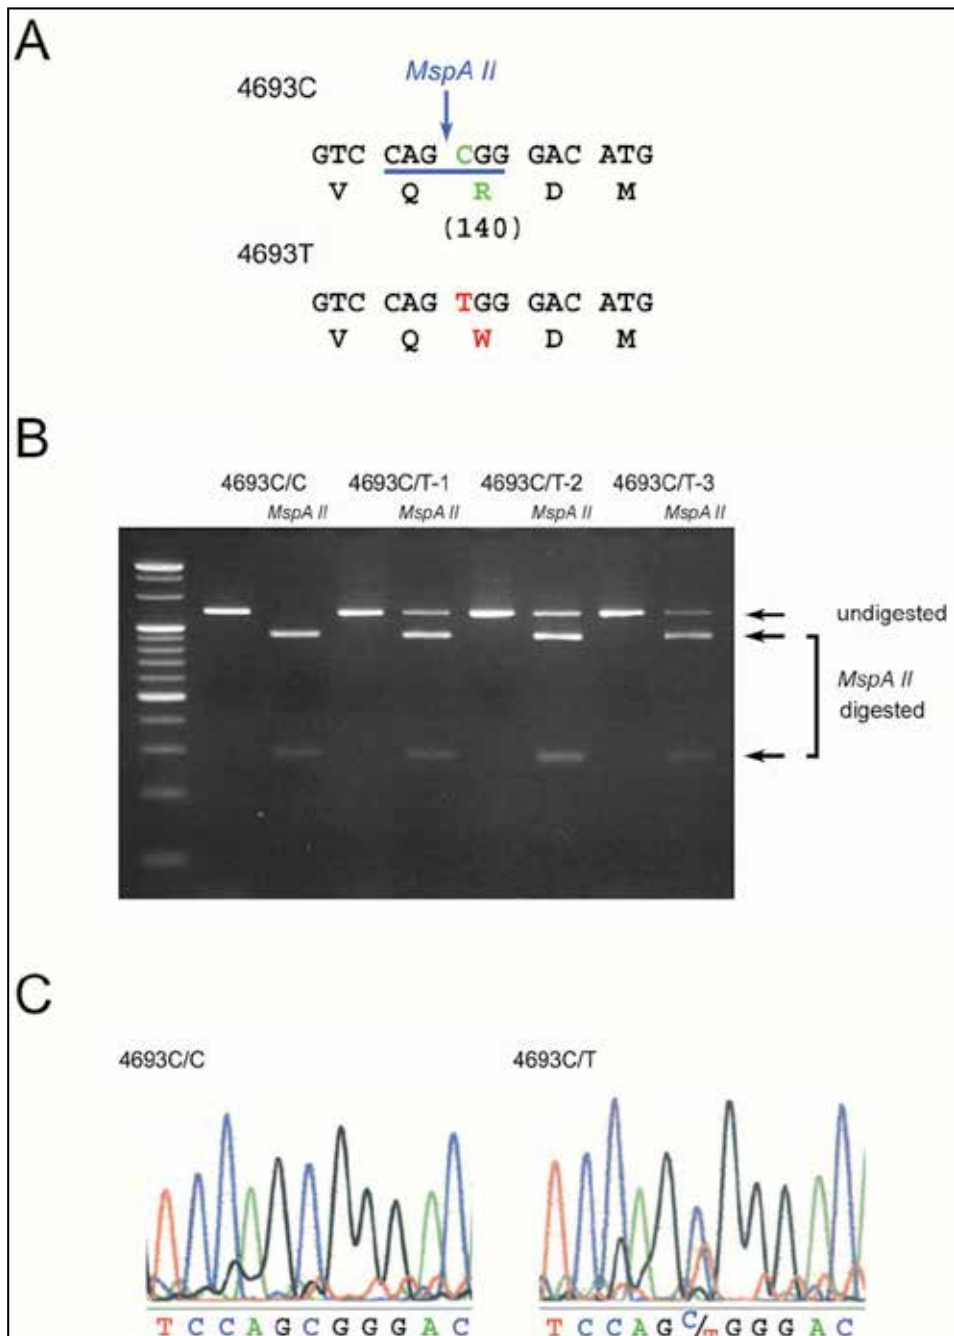 A
MspA II
4693C
GTC CAG CGG GAC ATG
V Q R D M
(140)
4693T
GTC CAG TGG GAC ATG
V Q W D M
B
4693C/C 4693C/T-1 4693C/T-2 4693C/T-3
MspA II MspA II MspA II MspA II
undigested
MspA II
digested
C
4693C/C 4693C/T
T C C A G C G G G A C T C C A G C/T G G G A C